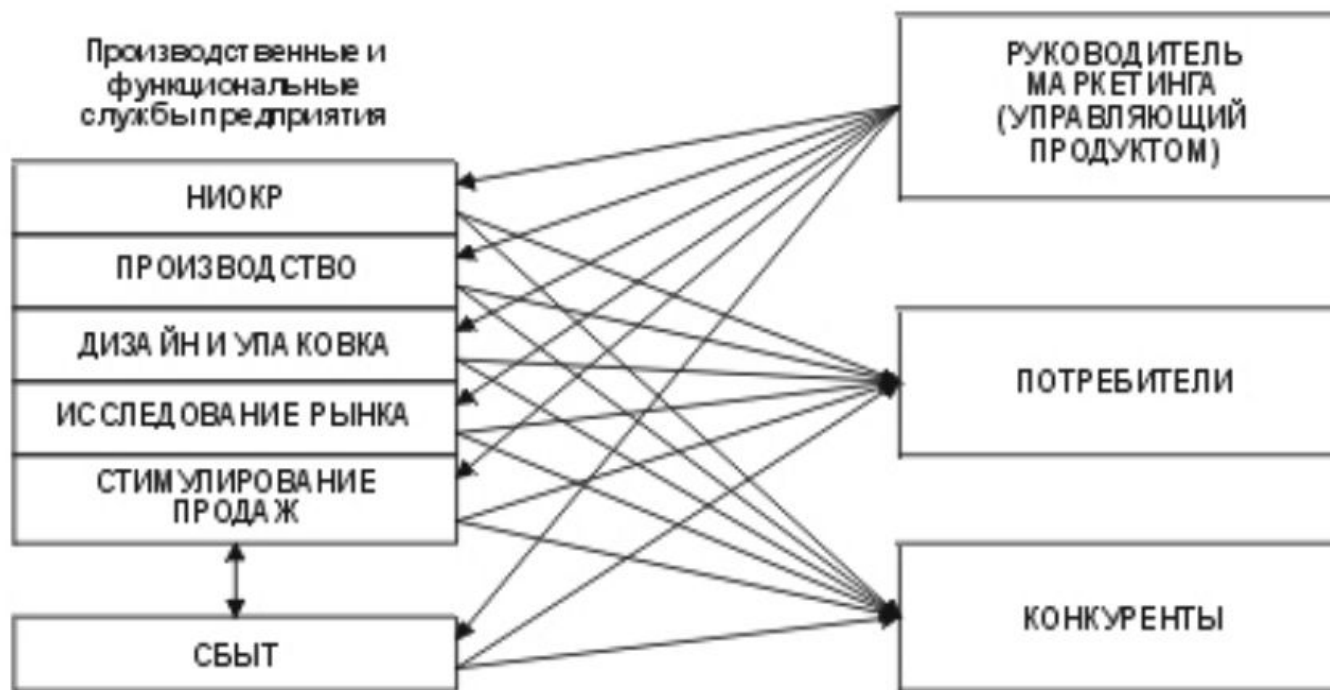 Производственные и
функциональные
службы предприятия
НИОКР
ПРОИЗВОДСТВО
ДИЗАЙН И УПАКОВКА
ИССЛЕДОВАНИЕ РЫНКА
СТИМУЛИРОВАНИЕ
ПРОДАЖ
СБЫТ
РУКОВОДИТЕЛЬ
МАРКЕТИНГА
(УПРАВЛЯЮЩИЙ
ПРОДУКТОМ)
ПОТРЕБИТЕЛИ
КОНКУРЕНТЫ